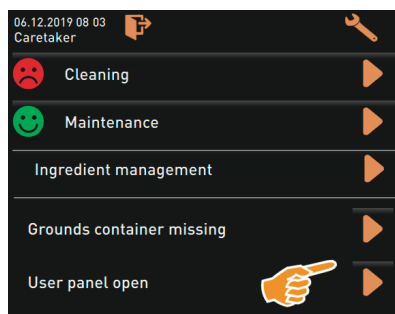 06.12.2019 08 03
Caretaker
Cleaning
Maintenance
Ingredient management
Grounds container missing
User panel open